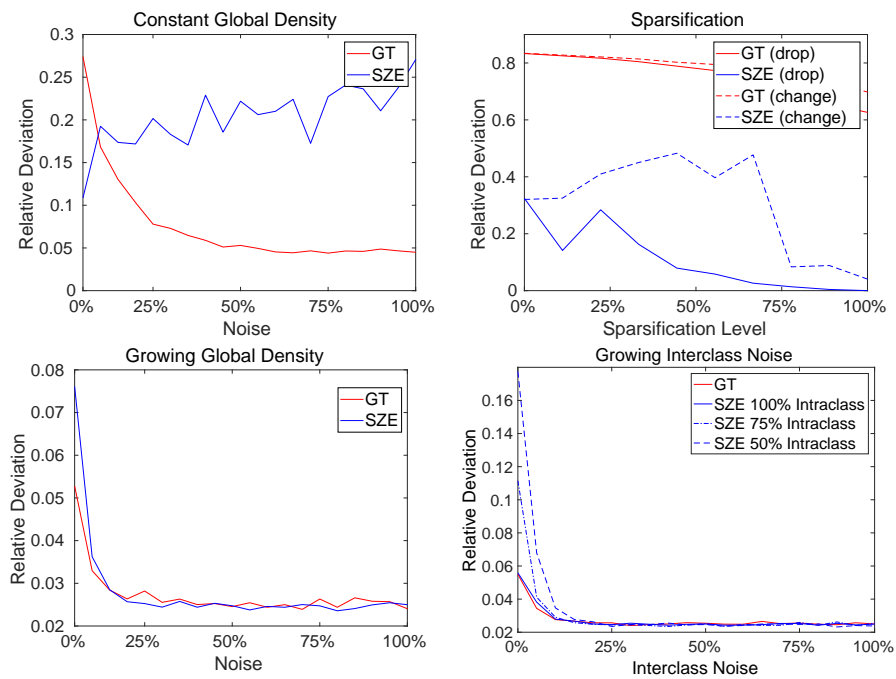 Constant Global Density
GT
SZE
0.3
0.25
0.2
0.15
0.1
0.05
0
0%
25%
50%
75%
100%
Relative Deviation
Noise
Sparsification
GT (drop)
SZE (drop)
GT (change)
SZE (change)
0.8
0.6
0.4
0.2
0
0%
25%
50%
75%
100%
Relative Deviation
Sparsification Level
Growing Global Density
GT
SZE
0.08
0.07
0.06
0.05
0.04
0.03
0.02
0%
25%
50%
75%
100%
Relative Deviation
Noise
Growing Interclass Noise
GT
SZE 100% Intraclass
SZE 75% Intraclass
SZE 50% Intraclass
0.16
0.14
0.12
0.1
0.08
0.06
0.04
0.02
0%
25%
50%
75%
100%
Relative Deviation
Interclass Noise